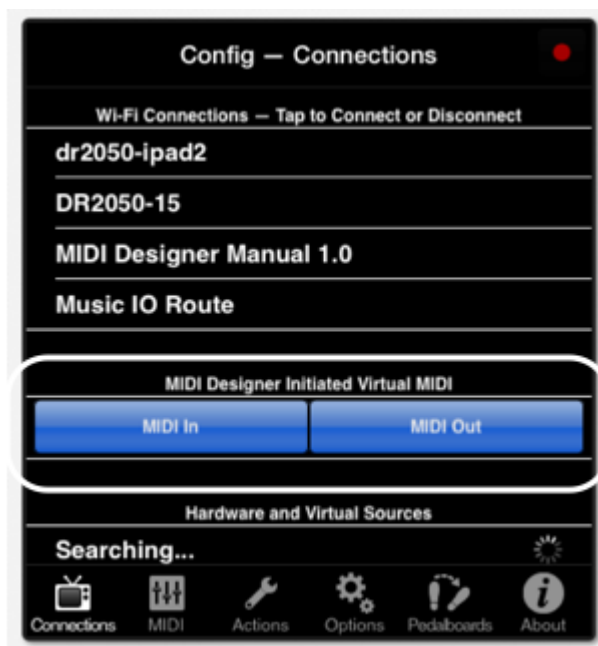 Config — Connections
Wi-Fi Connections — Tap to Connect or Disconnect
dr2050-ipad2
DR2050-15
MIDI Designer Manual 1.0
Music IO Route
MIDI Designer Initiated Virtual MIDI
MIDI In MIDI Out
Hardware and Virtual Sources
Searching...
Connections MIDI Actions Options Pedalboards About